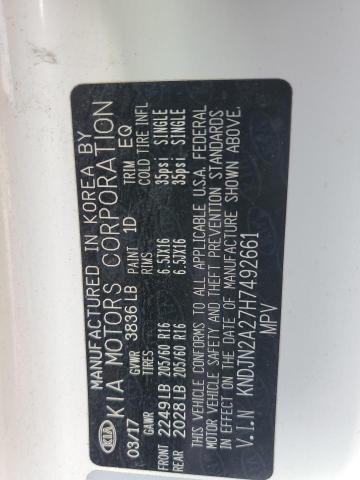 MANUFACTURED IN KOREA BY
KIA KIA MOTORS CORPORATION
03/17 GVWR 3836LB PAINT 1D TRIM EQ
GAWR TIRES RIMS COLD TIRE INFL
FRONT 2249LB 205/60 R16 6.5JX16 35psi SINGLE
REAR 2028LB 205/60 R16 6.5JX16 35psi SINGLE
THIS VEHICLE CONFORMS TO ALL APPLICABLE U.S.A. FEDERAL
MOTOR VEHICLE SAFETY AND THEFT PREVENTION STANDARDS
IN EFFECT ON THE DATE OF MANUFACTURE SHOWN ABOVE.
V.I.N KNDJN2A27H7492661
MPV